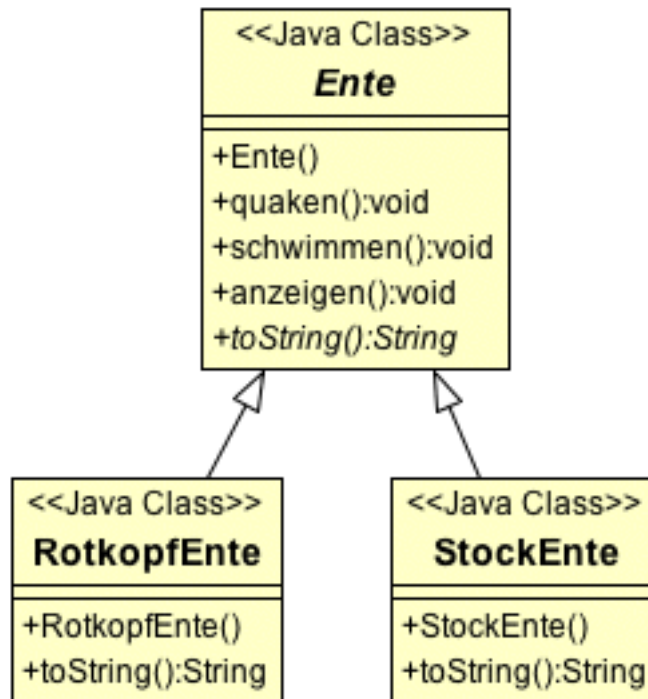 <<Java Class>>
Ente
+Ente()
+quaken():void
+schwimmen():void
+anzeigen():void
+toString():String
<<Java Class>>
RotkopfEnte
+RotkopfEnte()
+toString():String
<<Java Class>>
StockEnte
+StockEnte()
+toString():String